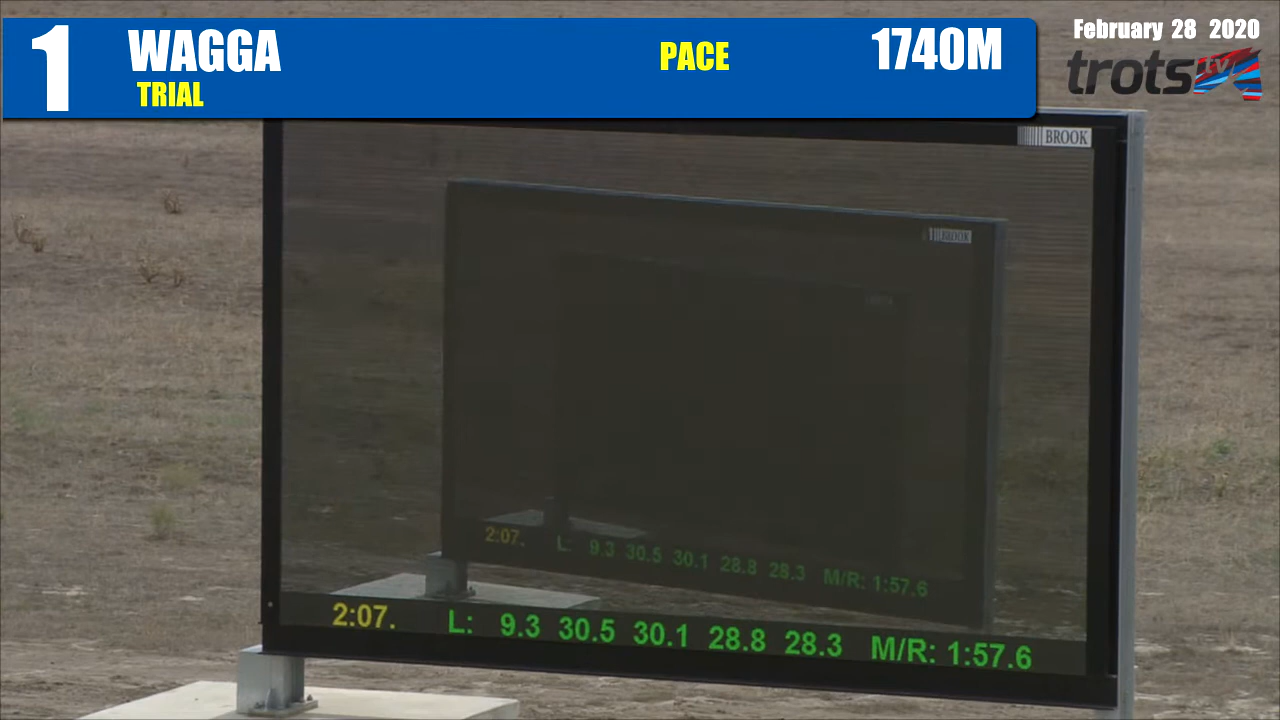 1 WAGGA PACE 1740M
TRIAL
February 28 2020
trots tv
BROOK
BROOK
2:07. L: 9.3 30.5 30.1 28.8 28.3 M/R: 1:57.6
2:07. L: 9.3 30.5 30.1 28.8 28.3 M/R: 1:57.6